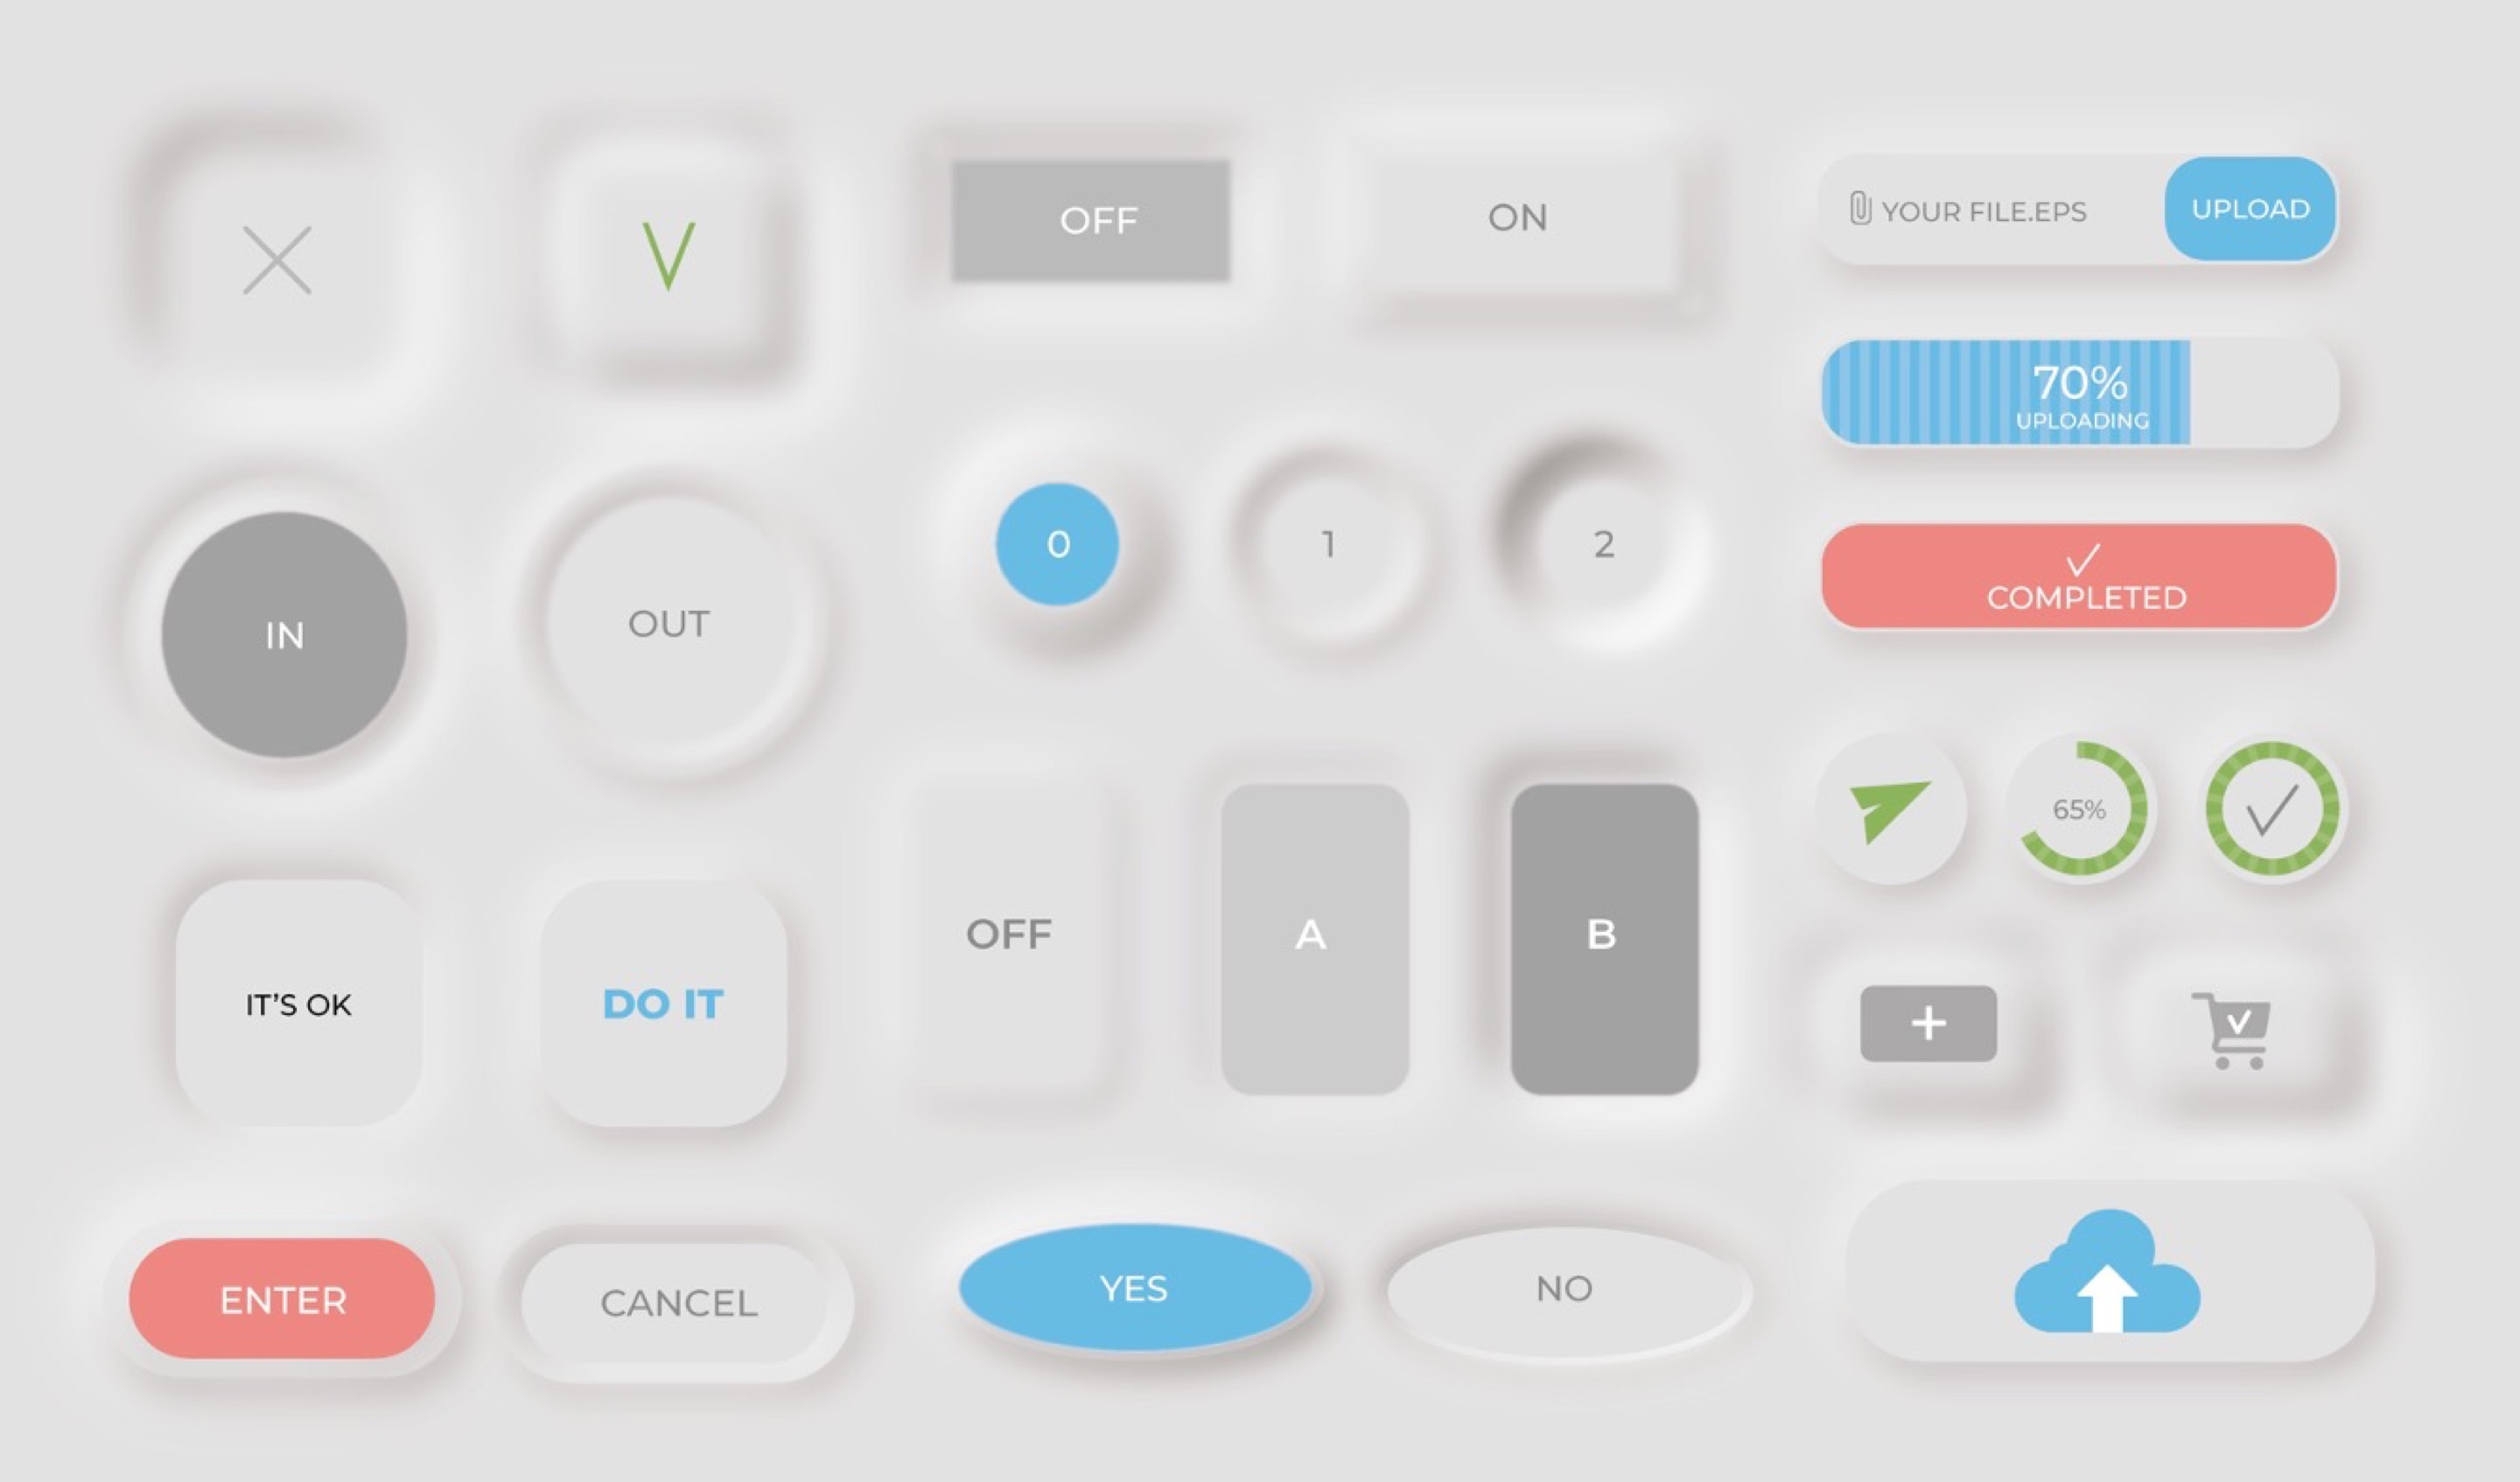 V
OFF
ON
YOUR FILE.EPS
UPLOAD
70%
UPLOADING
IN
OUT
0
1
2
COMPLETED
65%
OFF
A
B
IT'S OK
DO IT
+
ENTER
CANCEL
YES
NO